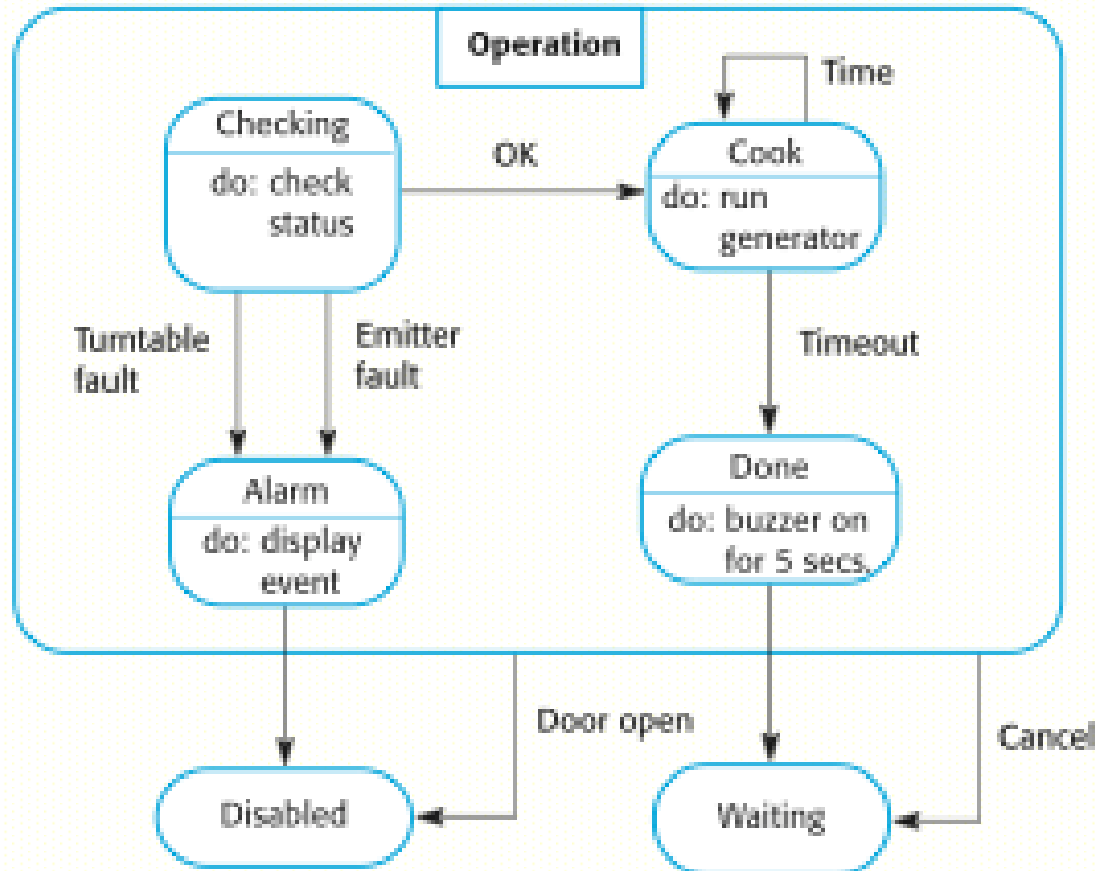 Operation
Time
Checking
do: check
status
OK
Cook
do: run
generator
Turntable
fault
Emitter
fault
Timeout
Alarm
do: display
event
Done
do: buzzer on
for 5 secs.
Door open
Cancel
Disabled
Waiting